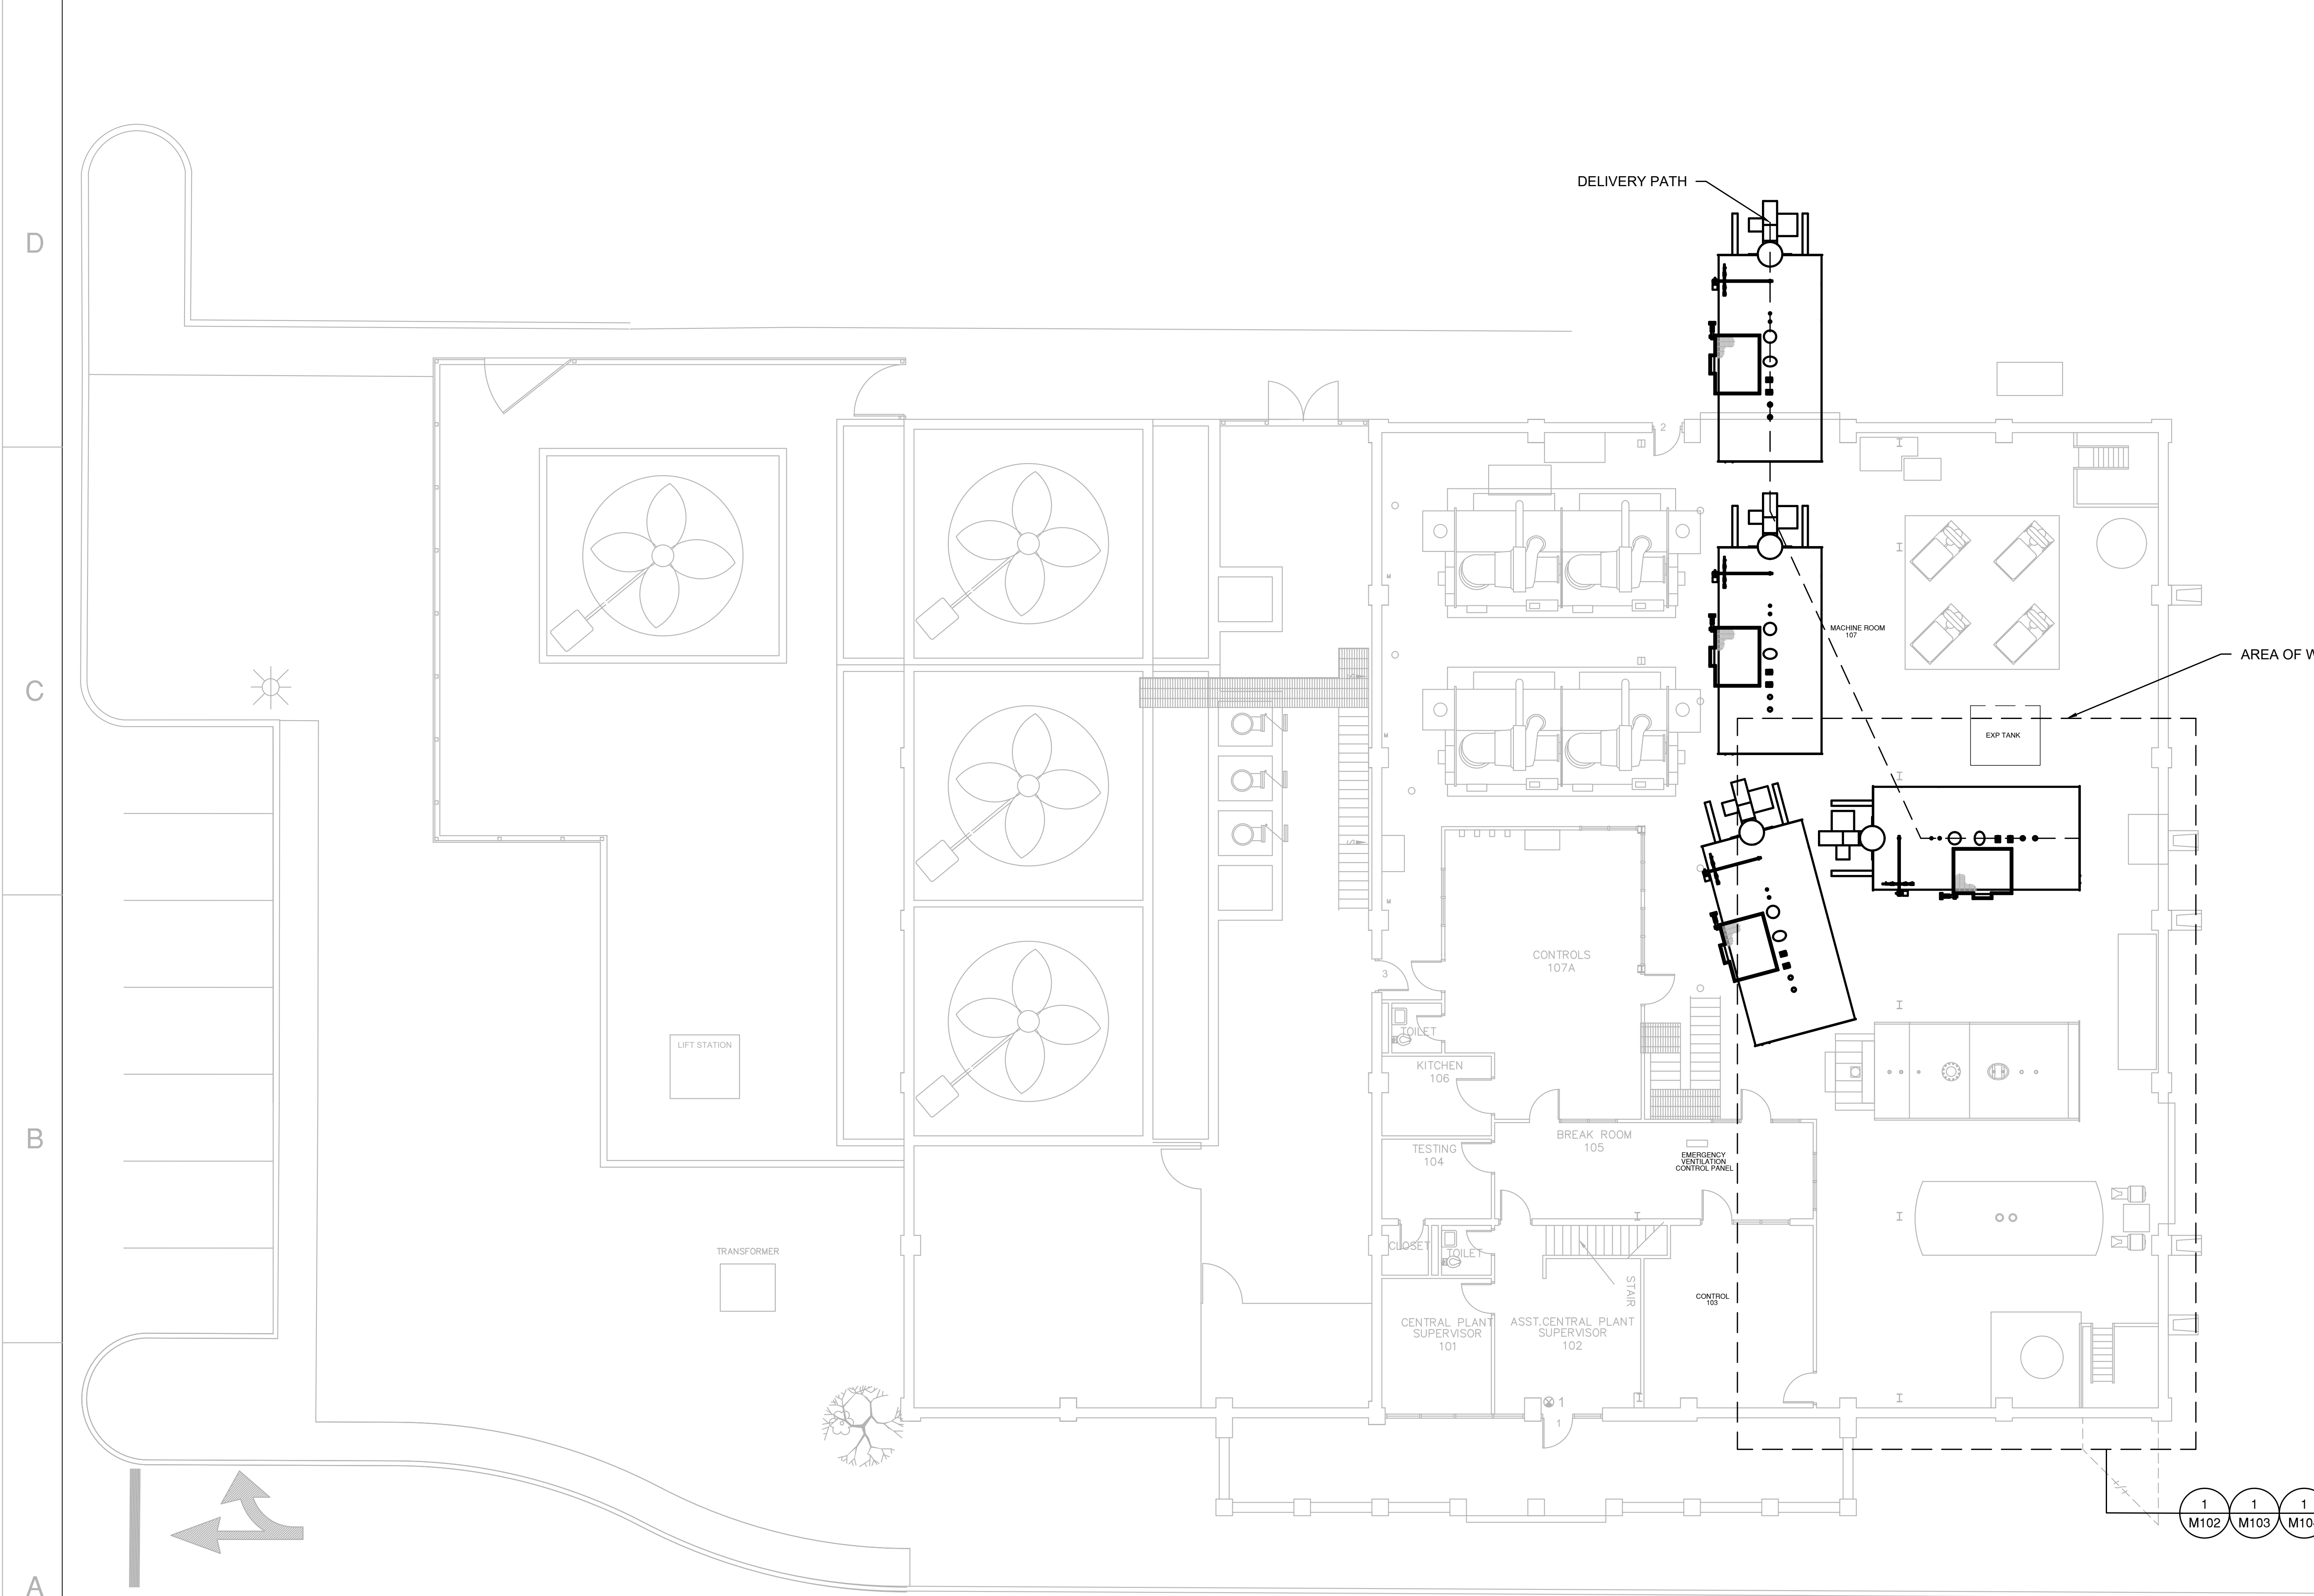 DELIVERY PATH
D
2
MACHINE ROOM
107
AREA OF W
C
EXP TANK
CONTROLS
107A
3
TOILET
LIFT STATION
KITCHEN
106
B
BREAK ROOM
105
TESTING
104
EMERGENCY
VENTILATION
CONTROL PANEL
TRANSFORMER
CLOSET
TOILET
STAIR
CONTROL
103
CENTRAL PLANT
SUPERVISOR
101
ASST.CENTRAL PLANT
SUPERVISOR
102
1
1
1
M102
1
M103
1
M10
A